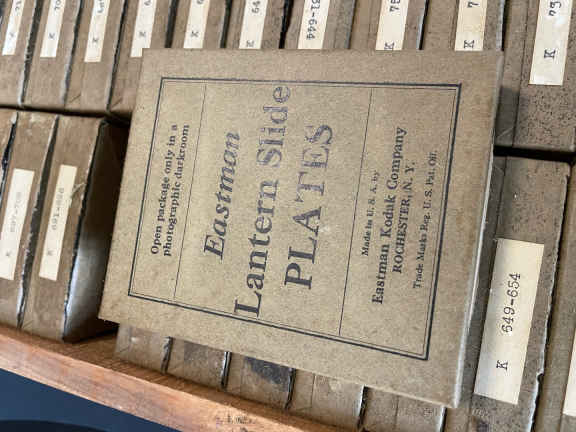 Open package only in a
photographic darkroom
Eastman
Lantern Slide
PLATES
Made in U. S. A. by
Eastman Kodak Company
ROCHESTER, N. Y.
Trade Marks Reg. U. S. Pat. Off.
K 649-654